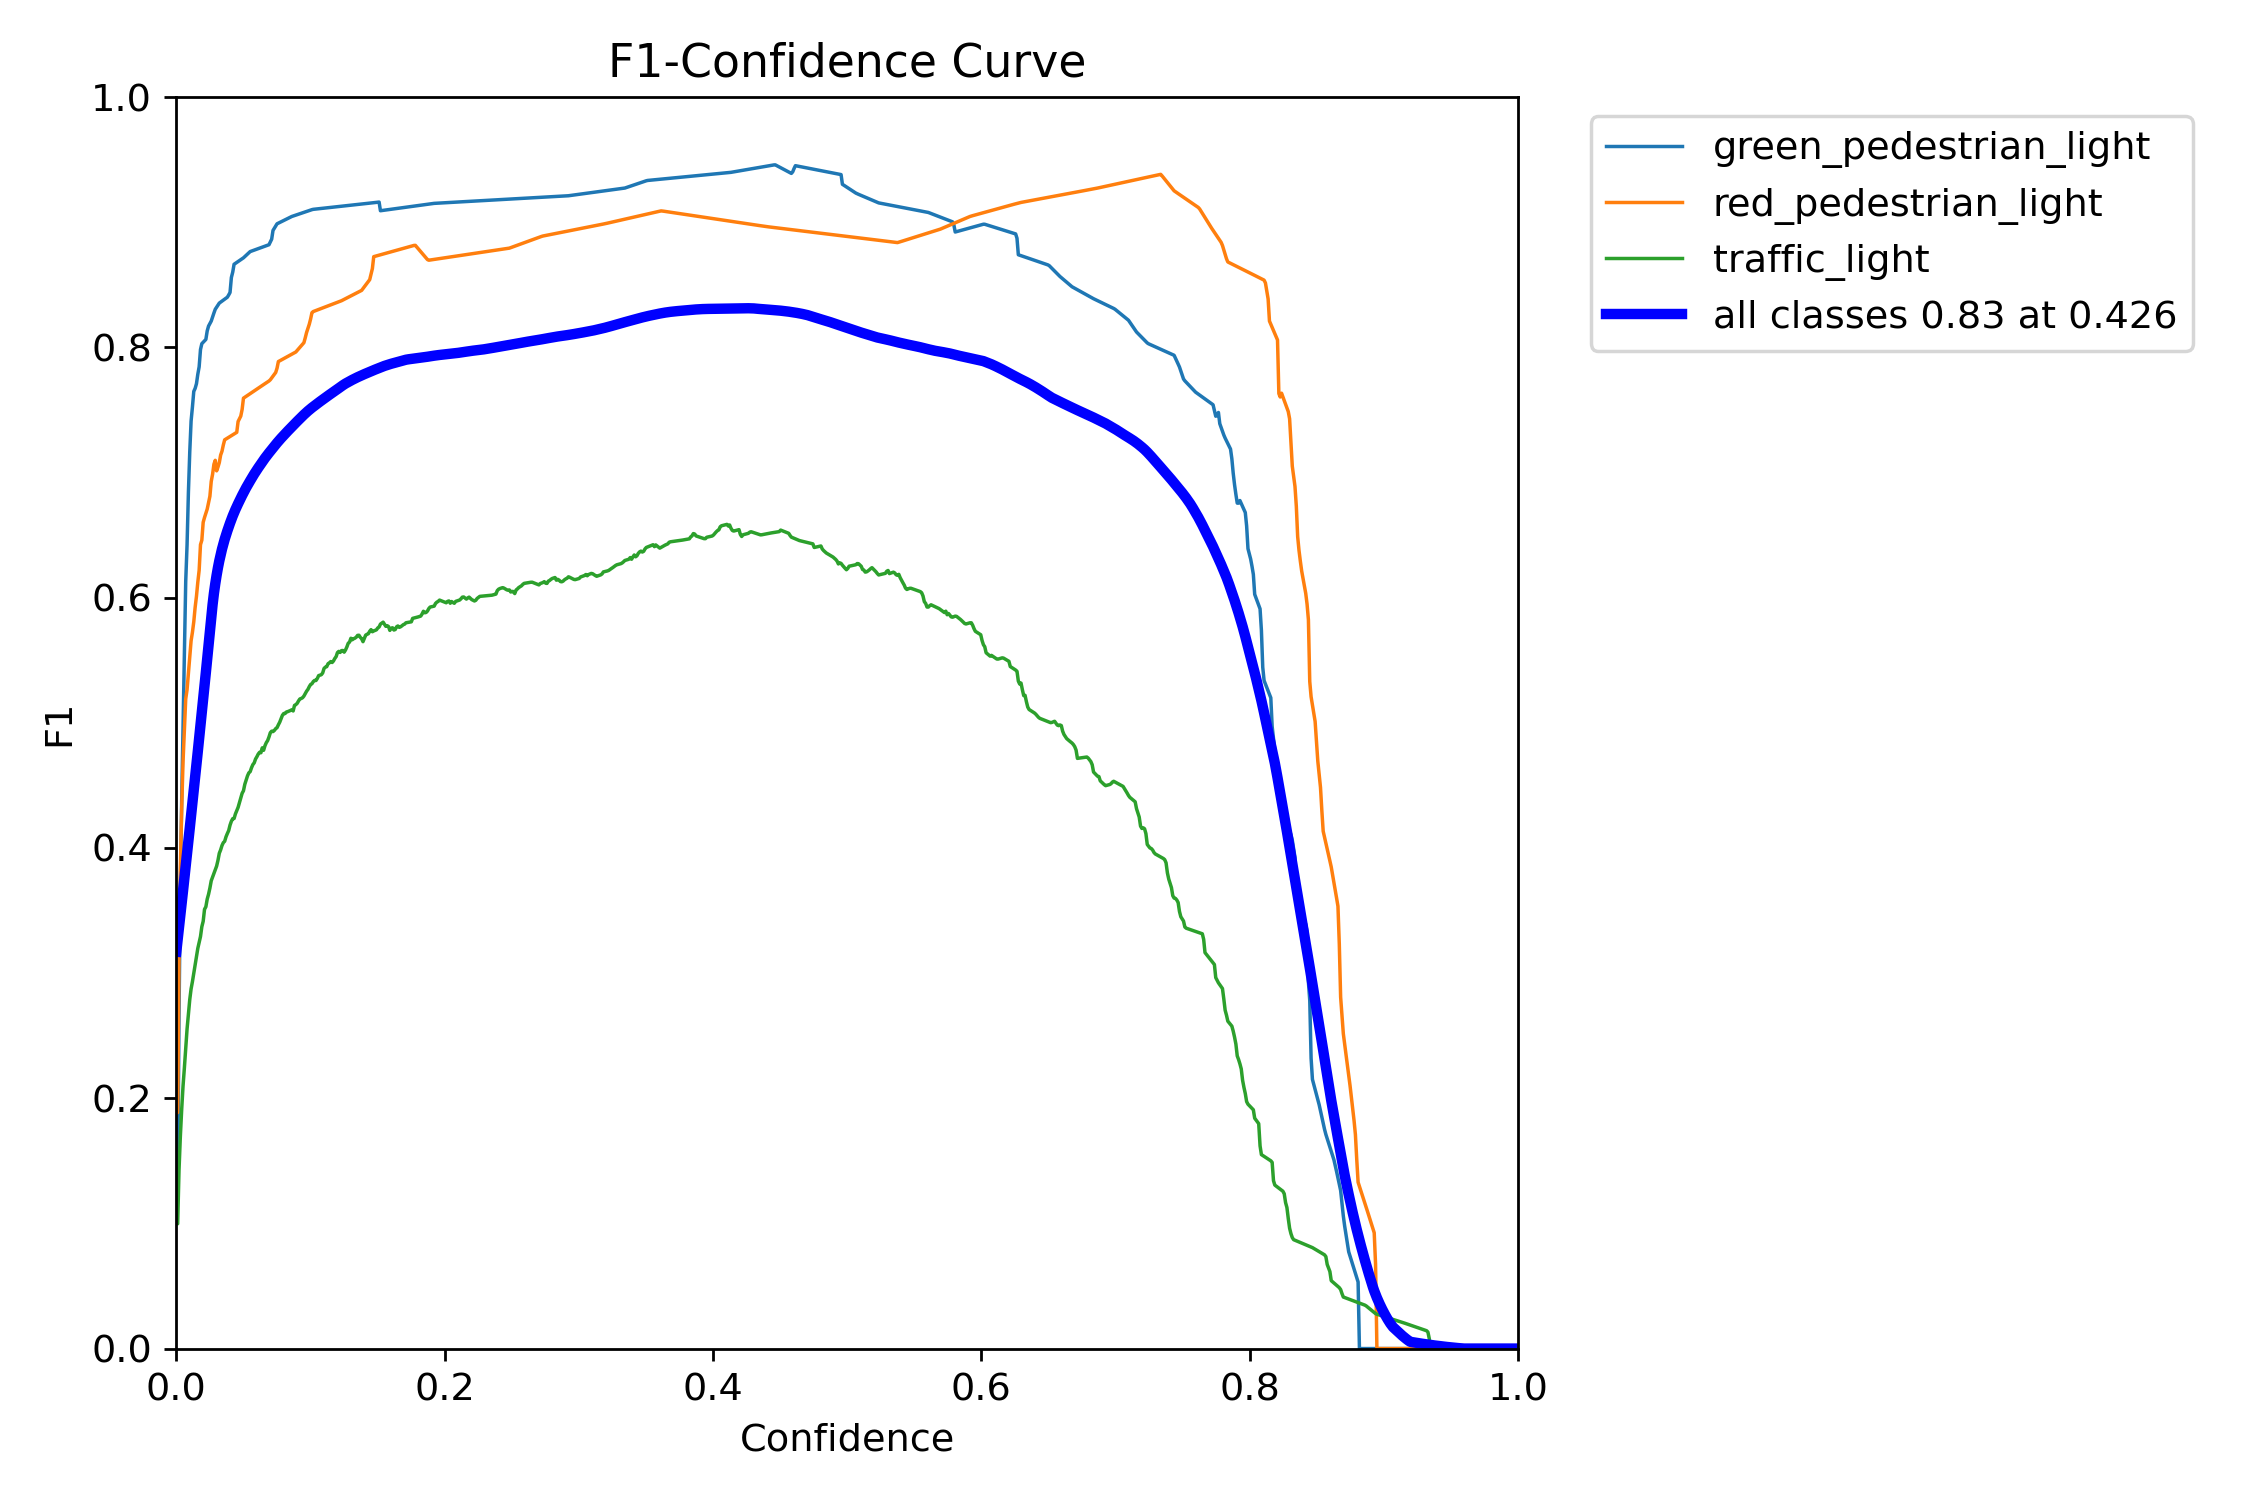 F1-Confidence Curve
1.0
0.8
0.6
0.4
0.2
0.0
F1
0.0 0.2 0.4 0.6 0.8 1.0
Confidence
green_pedestrian_light
red_pedestrian_light
traffic_light
all classes 0.83 at 0.426